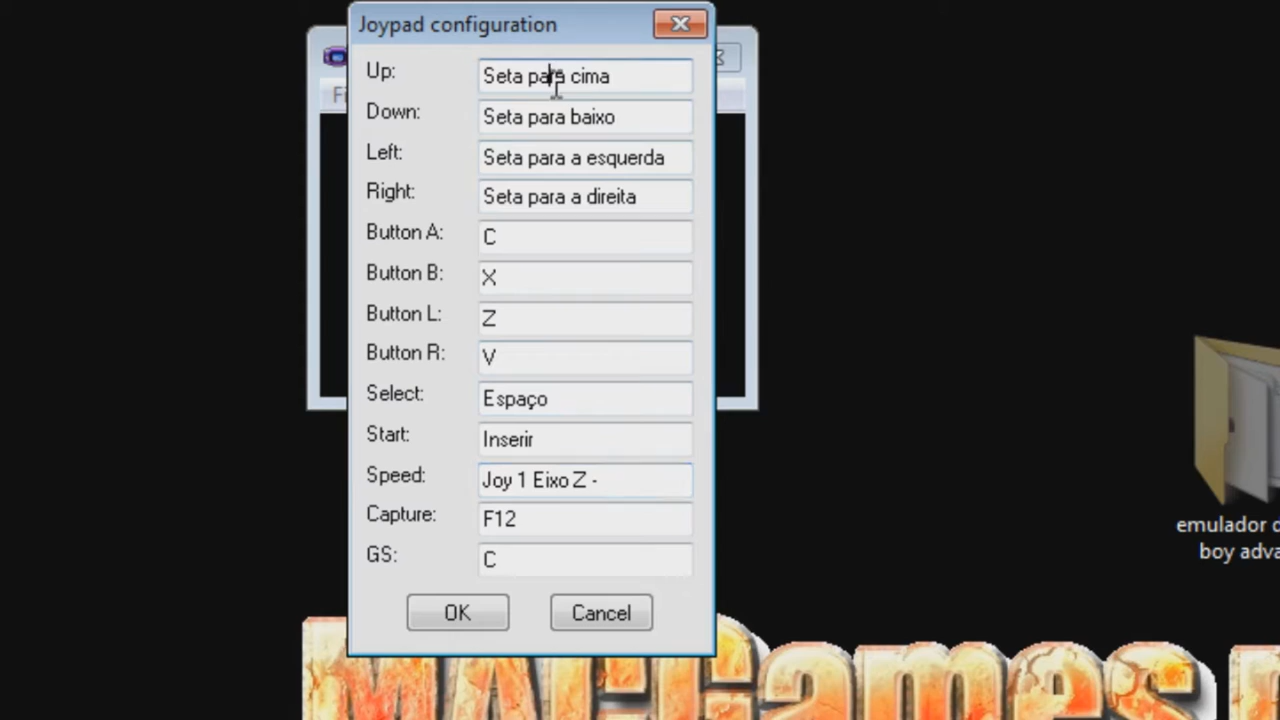 Joypad configuration
Fi
Up: Seta para cima
Down: Seta para baixo
Left: Seta para a esquerda
Right: Seta para a direita
Button A: C
Button B: X
Button L: Z
Button R: V
Select: Espaço
Start: Inserir
Speed: Joy 1 Eixo Z -
Capture: F12
GS: C
OK Cancel
emulador d
boy adva
MACGames